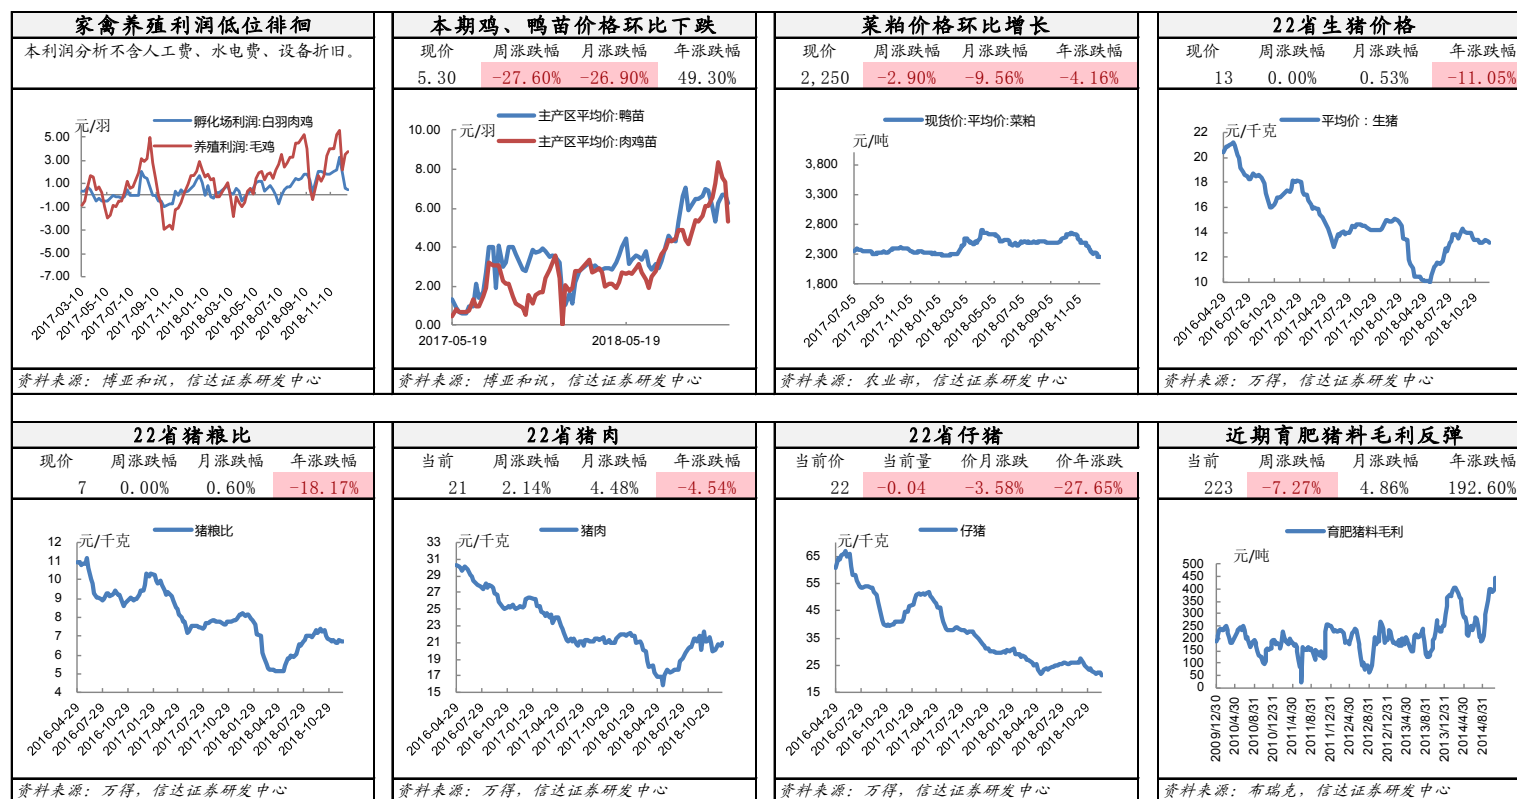 家禽养殖利润低位徘徊
本利润分析不含人工费、水电费、设备折旧。
元/羽
孵化场利润:白羽肉鸡
养殖利润:毛鸡
5.00
3.00
1.00
-1.00
-3.00
-5.00
-7.00
2017-03-10
2017-05-10
2017-07-10
2017-09-10
2017-11-10
2018-01-10
2018-03-10
2018-05-10
2018-07-10
2018-09-10
2018-11-10
资料来源：博亚和讯，信达证券研发中心
本期鸡、鸭苗价格环比下跌
现价 周涨跌幅 月涨跌幅 年涨跌幅
5.30 -27.60% -26.90% 49.30%
元/羽
主产区平均价:鸭苗
主产区平均价:肉鸡苗
10.00
8.00
6.00
4.00
2.00
0.00
2017-05-19 2018-05-19
资料来源：博亚和讯，信达证券研发中心
菜粕价格环比增长
现价 周涨跌幅 月涨跌幅 年涨跌幅
2,250 -2.90% -9.56% -4.16%
现货价:平均价:菜粕
元/吨
3,800
3,300
2,800
2,300
1,800
2017-07-05
2017-09-05
2017-11-05
2018-01-05
2018-03-05
2018-05-05
2018-07-05
2018-09-05
2018-11-05
资料来源：农业部，信达证券研发中心
22省生猪价格
现价 周涨跌幅 月涨跌幅 年涨跌幅
13 0.00% 0.53% -11.05%
平均价：生猪
元/千克
22
20
18
16
14
12
10
2016-04-29
2016-07-29
2016-10-29
2017-01-29
2017-04-29
2017-07-29
2017-10-29
2018-01-29
2018-04-29
2018-07-29
2018-10-29
资料来源：万得，信达证券研发中心
22省猪粮比
现价 周涨跌幅 月涨跌幅 年涨跌幅
7 0.00% 0.60% -18.17%
猪粮比
元/千克
12
11
10
9
8
7
6
5
4
2016-04-29
2016-07-29
2016-10-29
2017-01-29
2017-04-29
2017-07-29
2017-10-29
2018-01-29
2018-04-29
2018-07-29
2018-10-29
资料来源：万得，信达证券研发中心
22省猪肉
当前 周涨跌幅 月涨跌幅 年涨跌幅
21 2.14% 4.48% -4.54%
猪肉
元/千克
33
31
29
27
25
23
21
19
17
15
2016-04-29
2016-07-29
2016-10-29
2017-01-29
2017-04-29
2017-07-29
2017-10-29
2018-01-29
2018-04-29
2018-07-29
2018-10-29
资料来源：万得，信达证券研发中心
22省仔猪
当前价 当前量 价月涨跌 价年涨跌
22 -0.04 -3.58% -27.65%
仔猪
元/千克
65
55
45
35
25
15
2016-04-29
2016-07-29
2016-10-29
2017-01-29
2017-04-29
2017-07-29
2017-10-29
2018-01-29
2018-04-29
2018-07-29
2018-10-29
资料来源：万得，信达证券研发中心
近期育肥猪料毛利反弹
当前 周涨跌幅 月涨跌幅 年涨跌幅
223 -7.27% 4.86% 192.60%
育肥猪料毛利
元/吨
500
450
400
350
300
250
200
150
100
50
0
2009/12/30
2010/4/30
2010/8/31
2010/12/31
2011/4/30
2011/8/31
2011/12/31
2012/4/30
2012/8/31
2012/12/31
2013/4/30
2013/8/31
2013/12/31
2014/4/30
2014/8/31
资料来源：布瑞克，信达证券研发中心